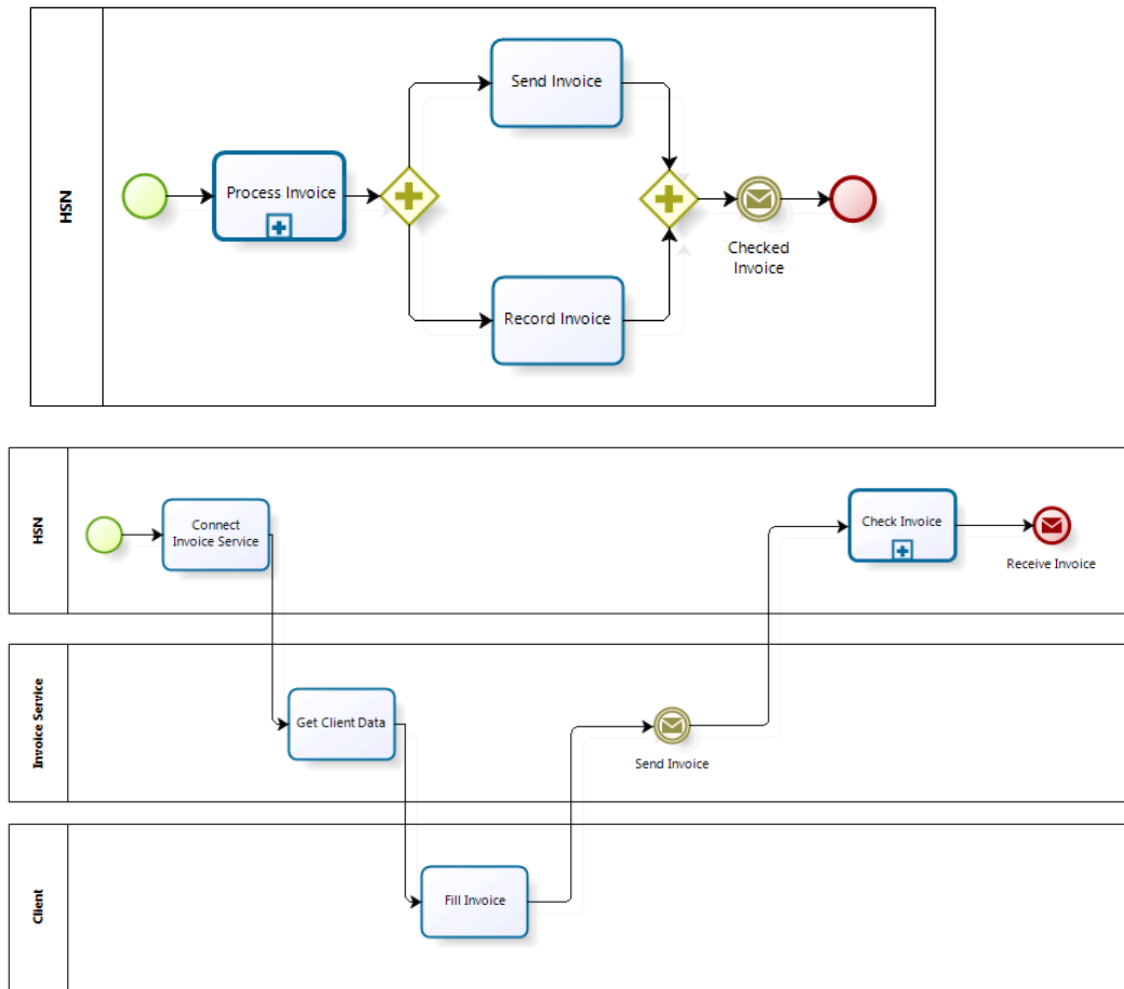 HSN
Send Invoice
Process Invoice
Checked
Invoice
Record Invoice
HSN
Connect
Invoice Service
Check Invoice
Receive Invoice
Invoice Service
Get Client Data
Send Invoice
Client
Fill Invoice